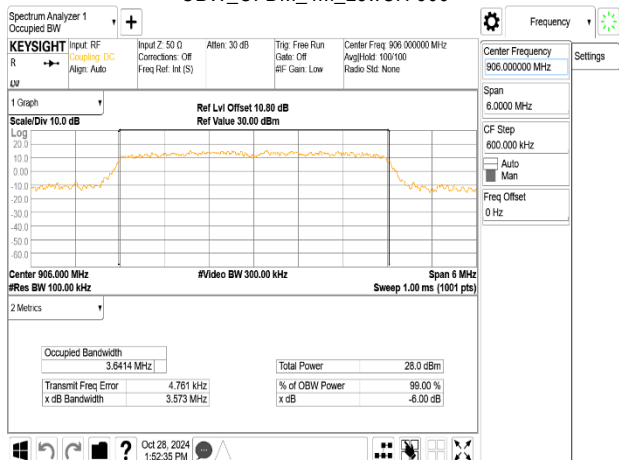 Spectrum Analyzer 1
Occupied BW
Frequency
KEYSIGHT
R
Input: RF
Coupling: DC
Align: Auto
Input Z: 50 Ω
Corrections: Off
Freq Ref: Int (S)
Atten: 30 dB
Trig: Free Run
Gate: Off
#IF Gain: Low
Center Freq: 906.000000 MHz
Avg|Hold: 100/100
Radio Std: None
Center Frequency
906.000000 MHz
Settings
Span
6.0000 MHz
CF Step
600.000 kHz
Auto
Man
Freq Offset
0 Hz
1 Graph
Scale/Div 10.0 dB
Ref Lvl Offset 10.80 dB
Ref Value 30.00 dBm
Log
20.0
10.0
0.00
-10.0
-20.0
-30.0
-40.0
-50.0
-60.0
Center 906.000 MHz
#Video BW 300.00 kHz
Span 6 MHz
#Res BW 100.00 kHz
Sweep 1.00 ms (1001 pts)
2 Metrics
Occupied Bandwidth
3.6414 MHz
Total Power
28.0 dBm
Transmit Freq Error
4.761 kHz
% of OBW Power
99.00 %
x dB Bandwidth
3.573 MHz
x dB
-6.00 dB
?
Oct 28, 2024
1:52:35 PM